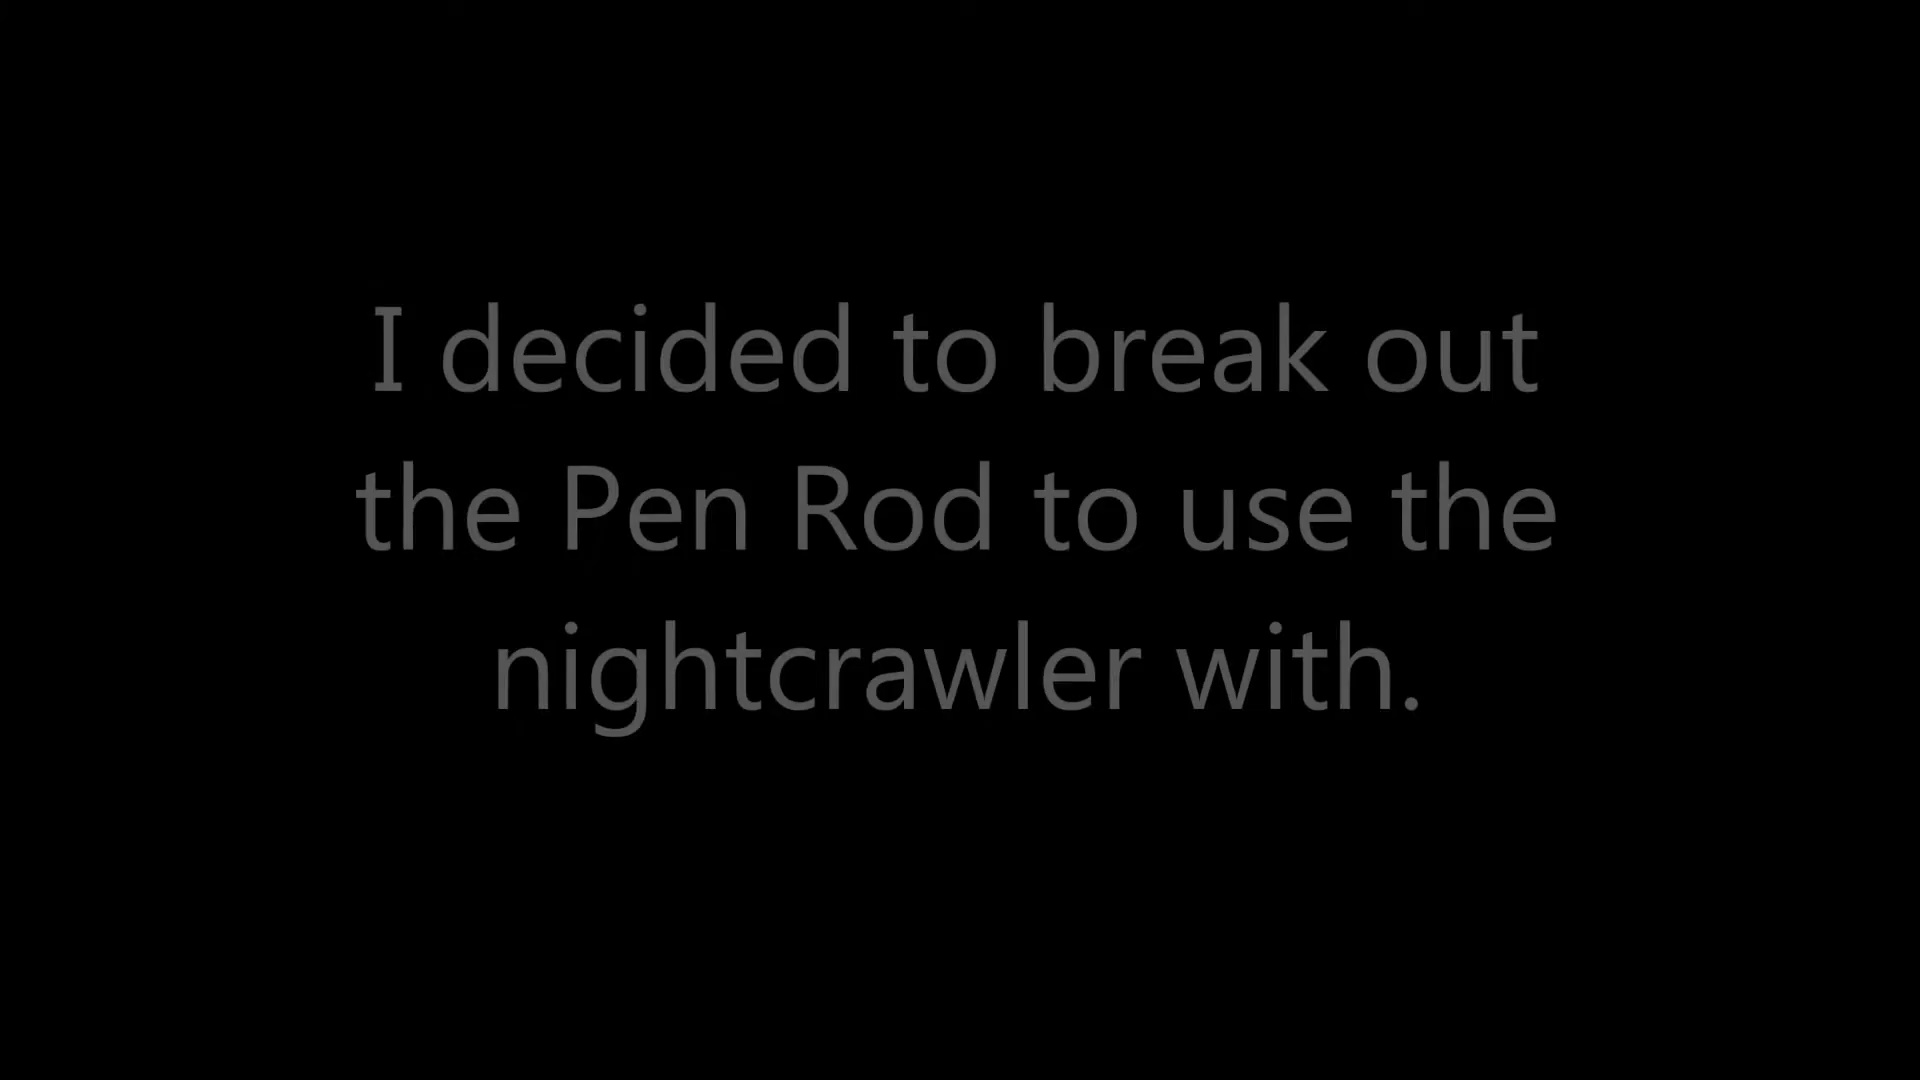 I decided to break out
the Pen Rod to use the
nightcrawler with.